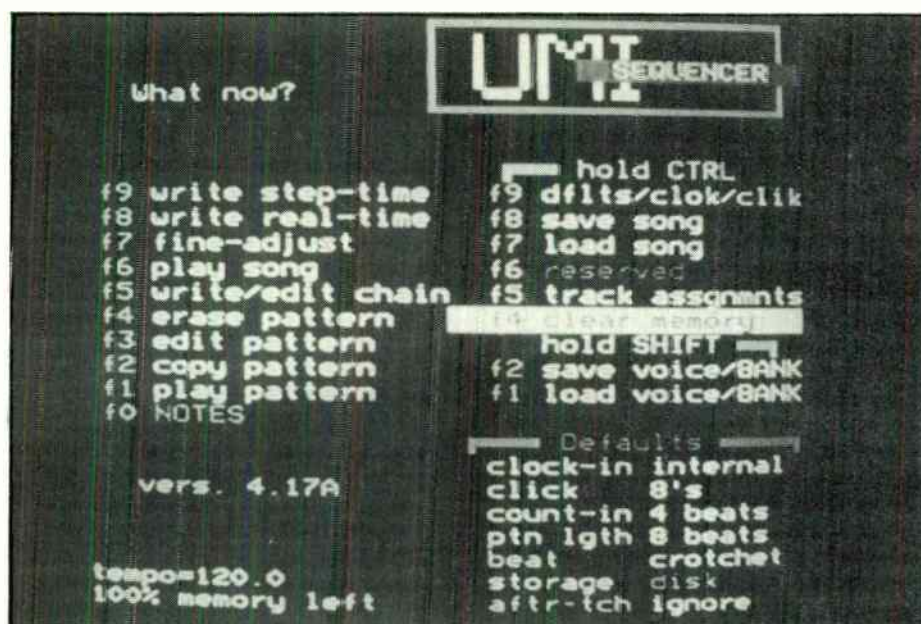 UMI
SEQUENCER
What now?
f9 write step-time
f8 write real-time
f7 fine-adjust
f6 play song
f5 write/edit chain
f4 erase pattern
f3 edit pattern
f2 copy pattern
f1 play pattern
f0 NOTES
vers. 4.17A
tempo=120.0
100% memory left
hold CTRL
f9 dflts/clok/clik
f8 save song
f7 load song
f6 reserved
f5 track assgnmnts
f4 clear memory
hold SHIFT
f2 save voice/BANK
f1 load voice/BANK
Defaults
clock-in internal
click 8's
count-in 4 beats
ptn lgth 8 beats
beat crotchet
storage disk
aftr-tch ignore